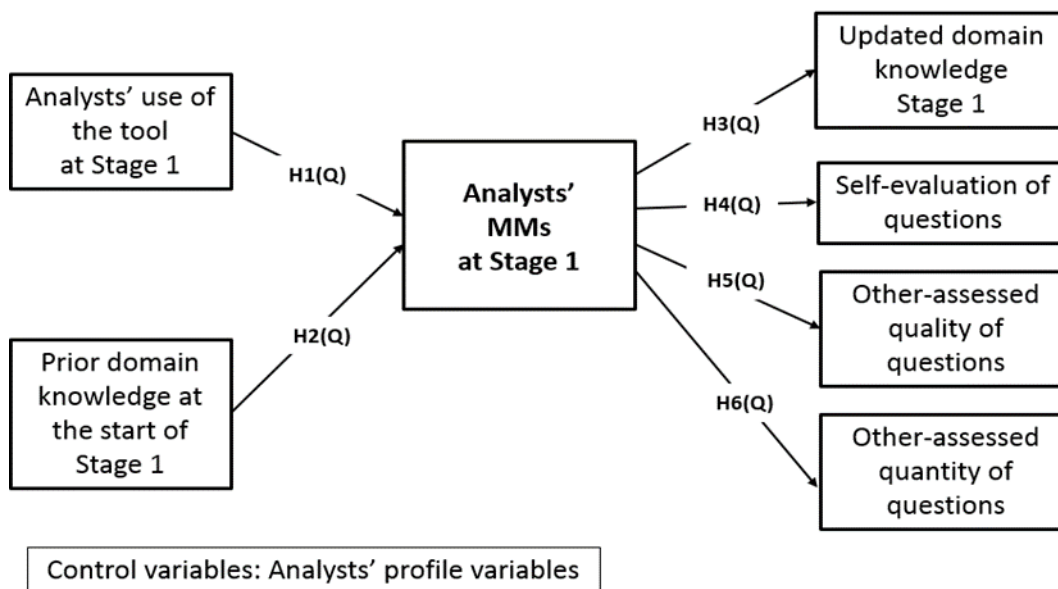 Analysts' use of
the tool
at Stage 1
Prior domain
knowledge at
the start of
Stage 1
H1(Q)
H2(Q)
Analysts'
MMs
at Stage 1
H3(Q)
H4(Q)
H5(Q)
H6(Q)
Updated domain
knowledge
Stage 1
Self-evaluation of
questions
Other-assessed
quality of
questions
Other-assessed
quantity of
questions
Control variables: Analysts' profile variables